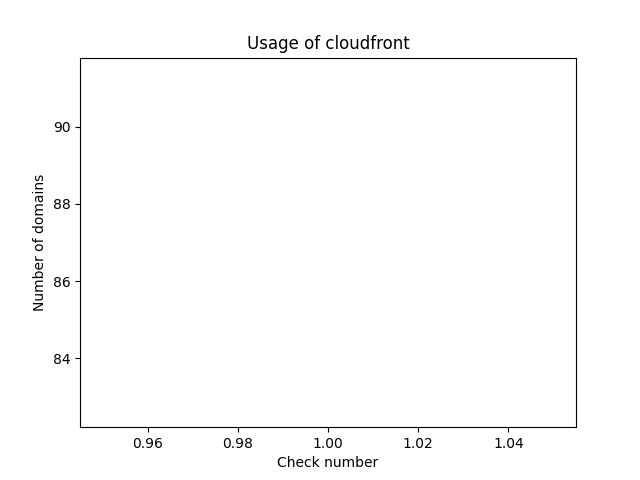 Usage of cloudfront
Number of domains
90
88
86
84
0.96 0.98 1.00 1.02 1.04
Check number